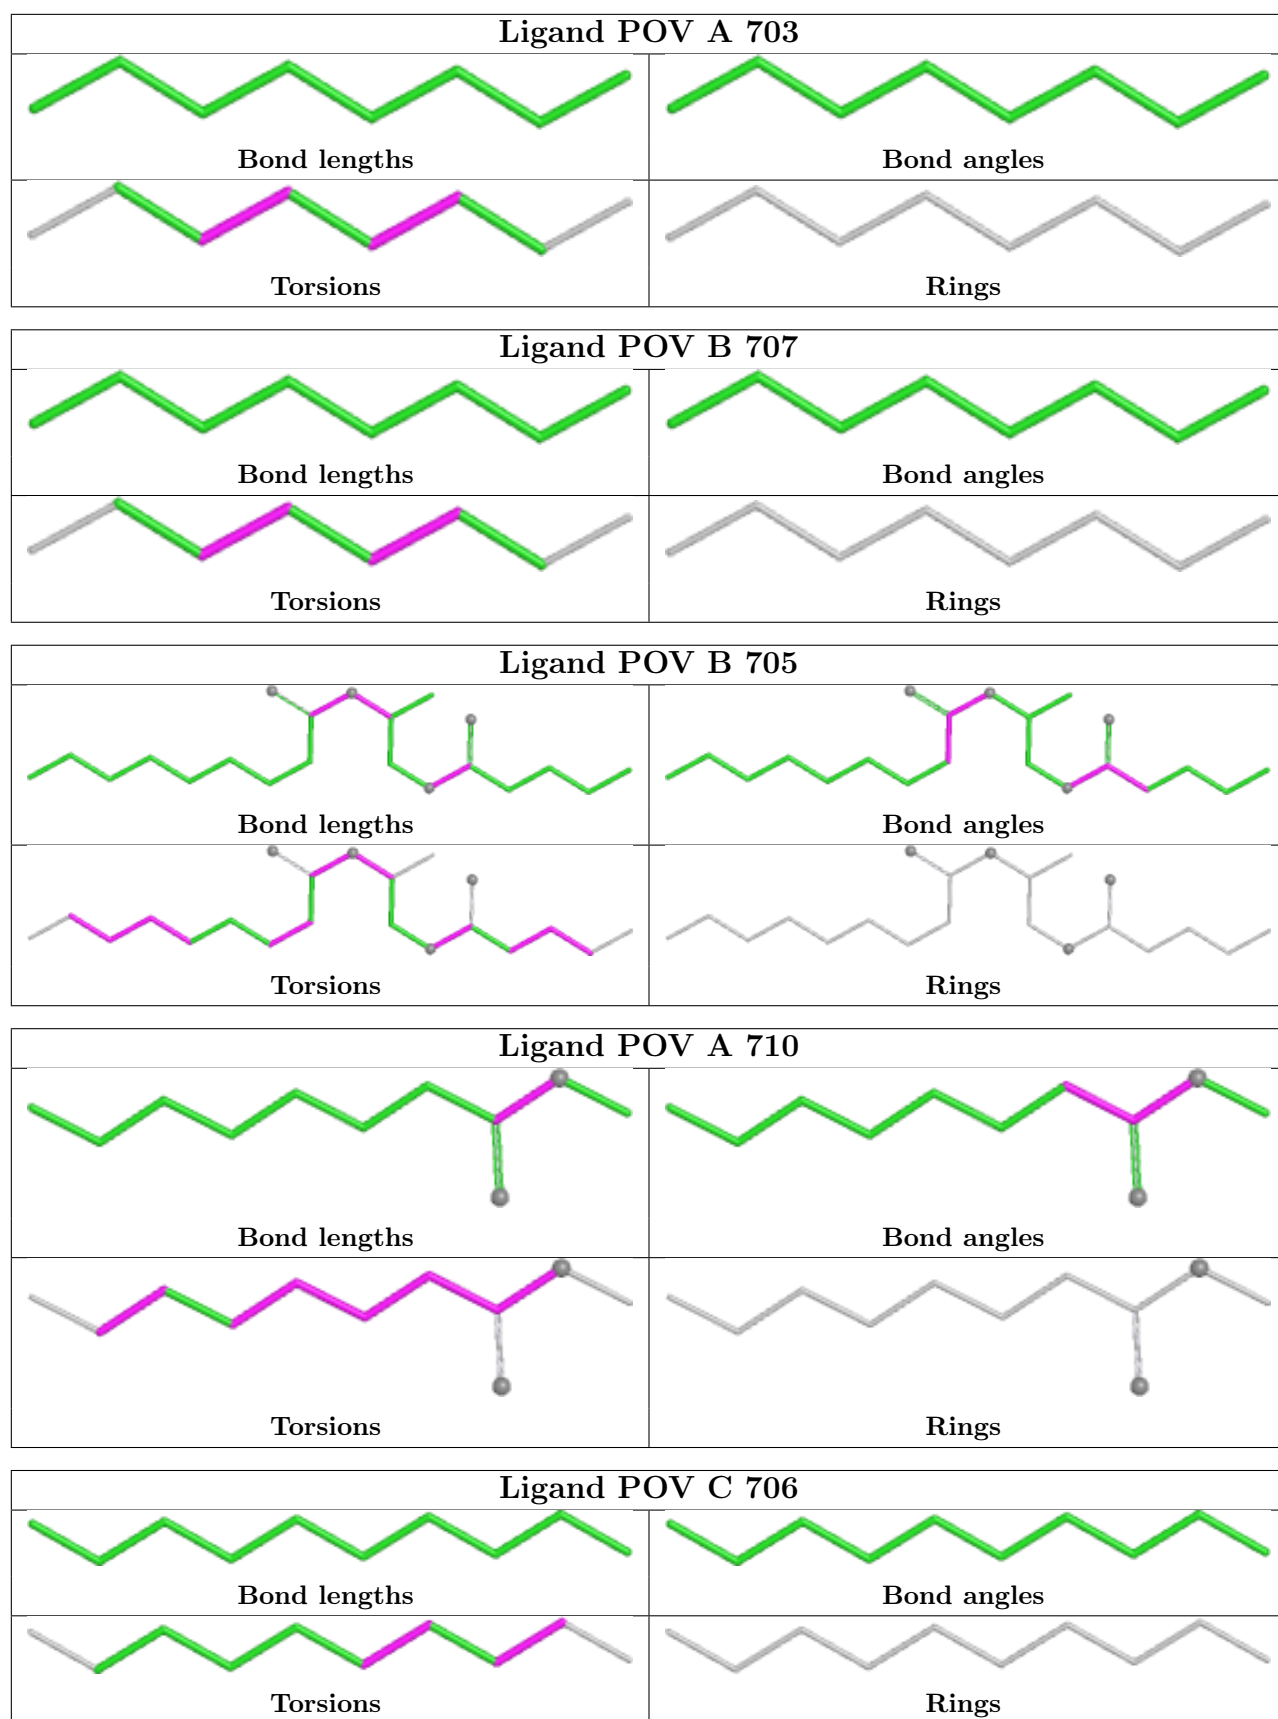 Ligand POV A 703
Bond lengths
Bond angles
Torsions
Rings
Ligand POV B 707
Bond lengths
Bond angles
Torsions
Rings
Ligand POV B 705
Bond lengths
Bond angles
Torsions
Rings
Ligand POV A 710
Bond lengths
Bond angles
Torsions
Rings
Ligand POV C 706
Bond lengths
Bond angles
Torsions
Rings